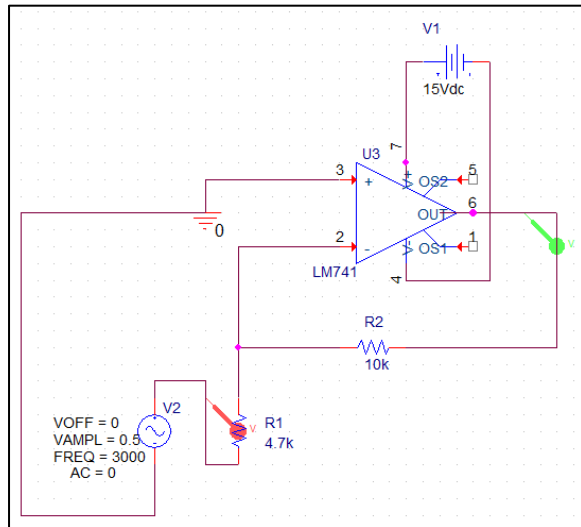 V1
15Vdc
7
U3
3
+
V+
OS2
5
OUT
6
0
2
-
OS1
1
V-
LM741
4
R2
10k
V
V2
VOFF = 0
VAMPL = 0.5
FREQ = 3000
AC = 0
+
-
V
R1
4.7k